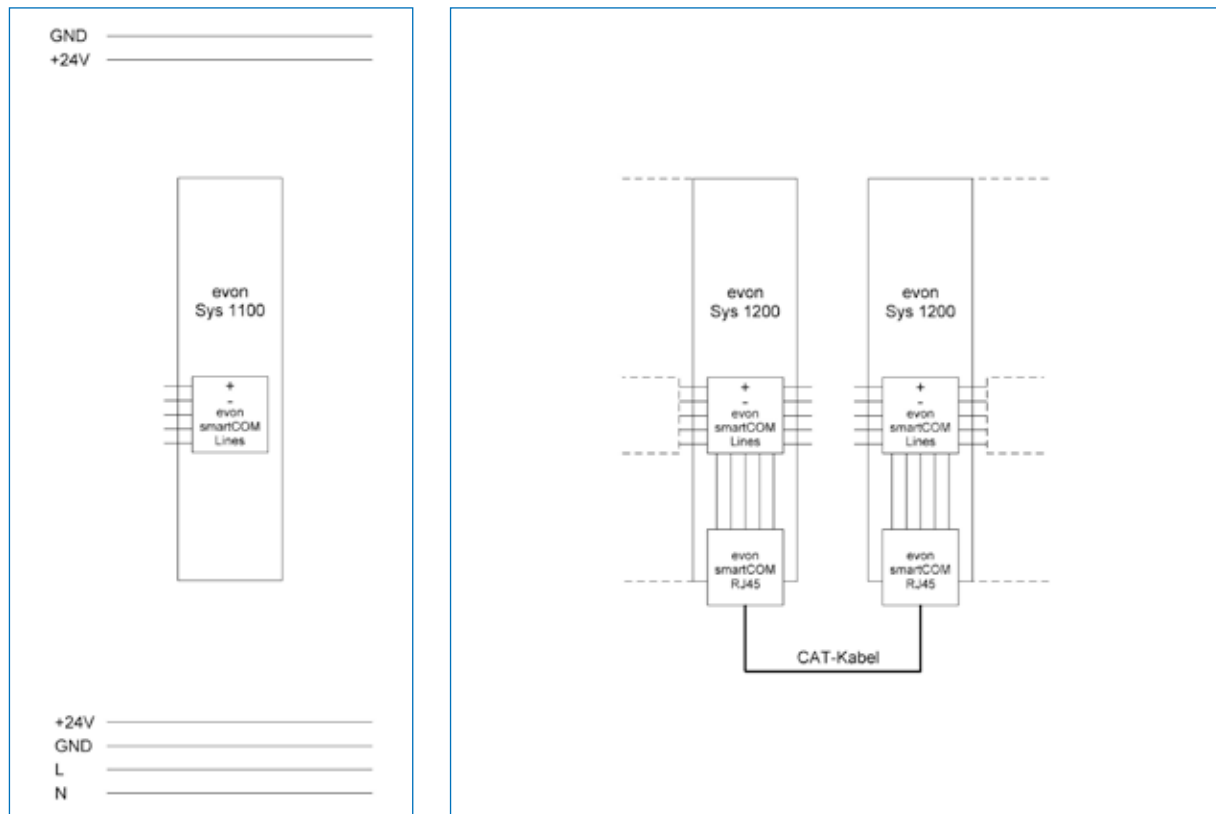 GND
+24V
evon
Sys 1100
+
-
evon
smartCOM
Lines
+24V
GND
L
N
evon
Sys 1200
+
-
evon
smartCOM
Lines
evon
smartCOM
RJ45
evon
Sys 1200
+
-
evon
smartCOM
Lines
evon
smartCOM
RJ45
CAT-Kabel